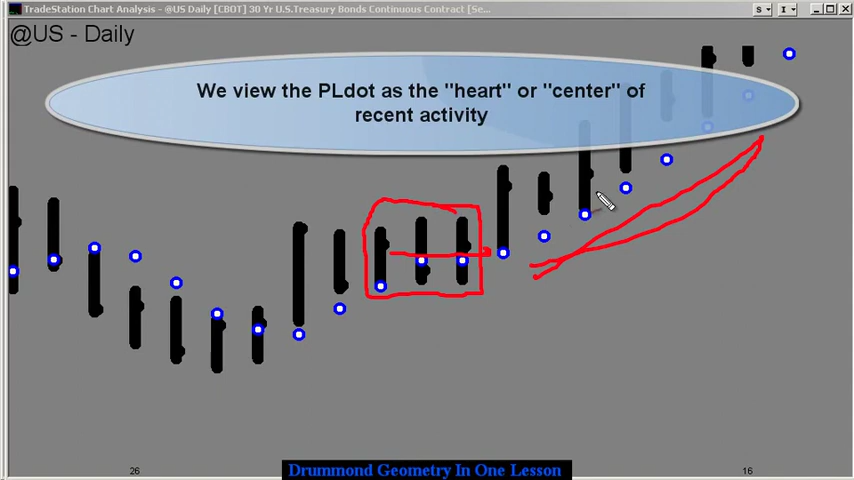 TradeStation Chart Analysis - @US Daily [CBOT] 30 Yr U.S.Treasury Bonds Continuous Contract [Se...
S
I
@US - Daily
We view the PLdot as the "heart" or "center" of
recent activity
26
16
Drummond Geometry In One Lesson